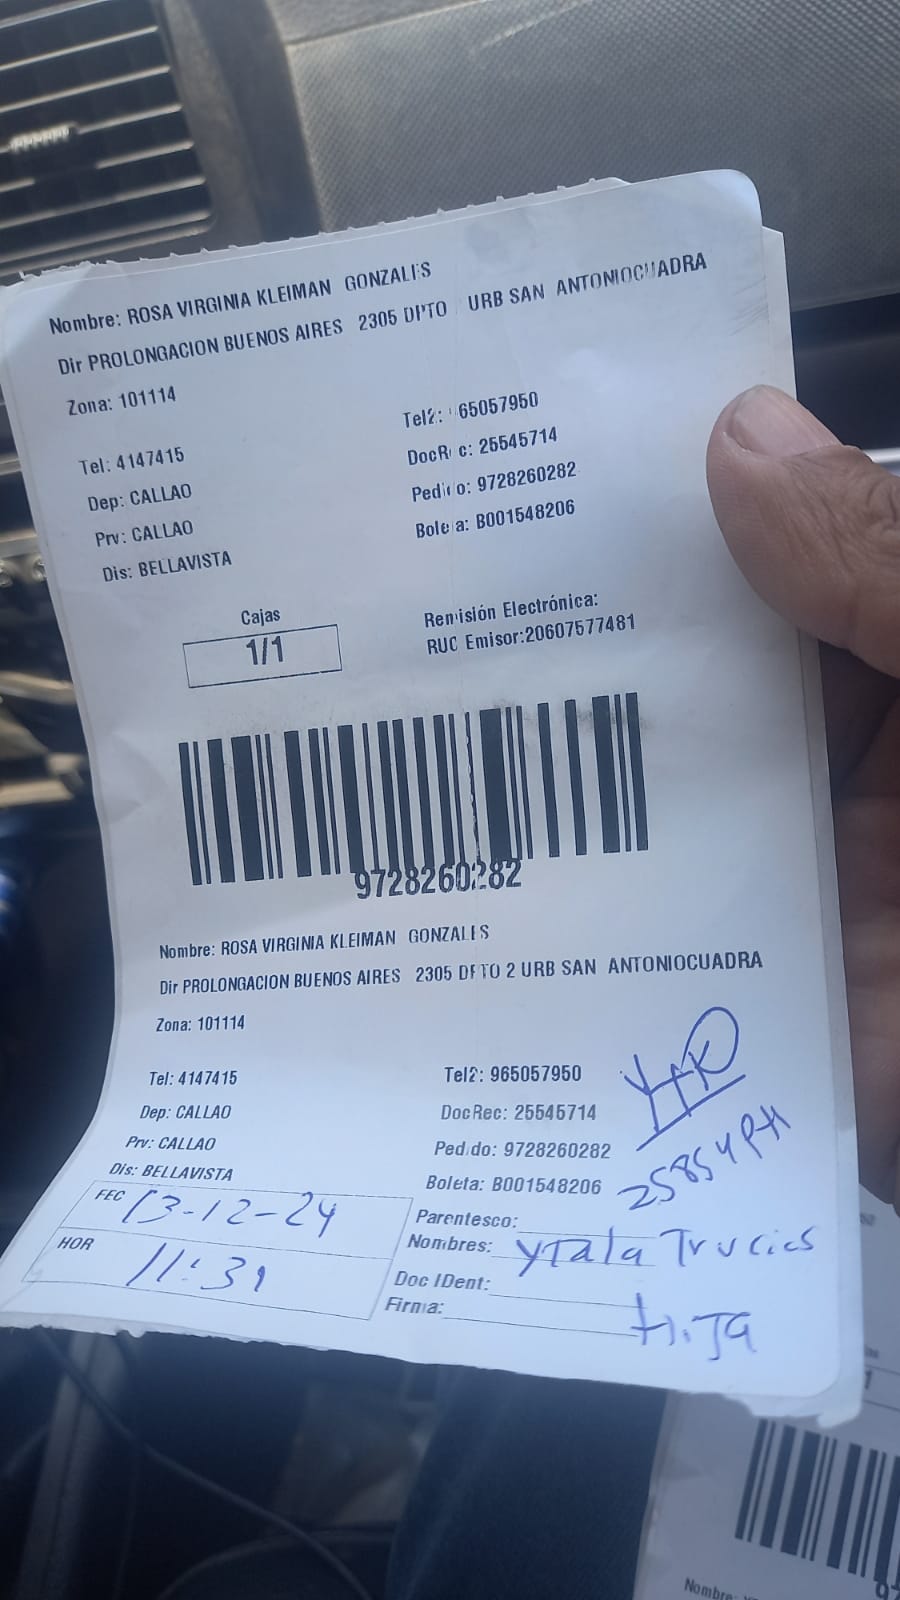 Nombre: ROSA VIRGINIA KLEIMAN GONZALES
Dir PROLONGACION BUENOS AIRES 2305 DPTO URB SAN ANTONIOCUADRA
Zona: 101114
Tel: 4147415 Tel2: 965057950
Dep: CALLAO DocRec: 25545714
Prv: CALLAO Pedido: 9728260282
Dis: BELLAVISTA Boleta: B001548206
Cajas
1/1
Remisión Electrónica:
RUC Emisor:20607577481
9728260282
Nombre: ROSA VIRGINIA KLEIMAN GONZALES
Dir PROLONGACION BUENOS AIRES 2305 DPTO 2 URB SAN ANTONIOCUADRA
Zona: 101114
Tel: 4147415 Tel2: 965057950
Dep: CALLAO DocRec: 25545714
Prv: CALLAO Pedido: 9728260282
Dis: BELLAVISTA Boleta: B001548206
FEC 13-12-24
HOR 11:31
Parentesco:
Nombres: Ytala Trucios
Doc IDent:
Firma:
Hija
Nombre: